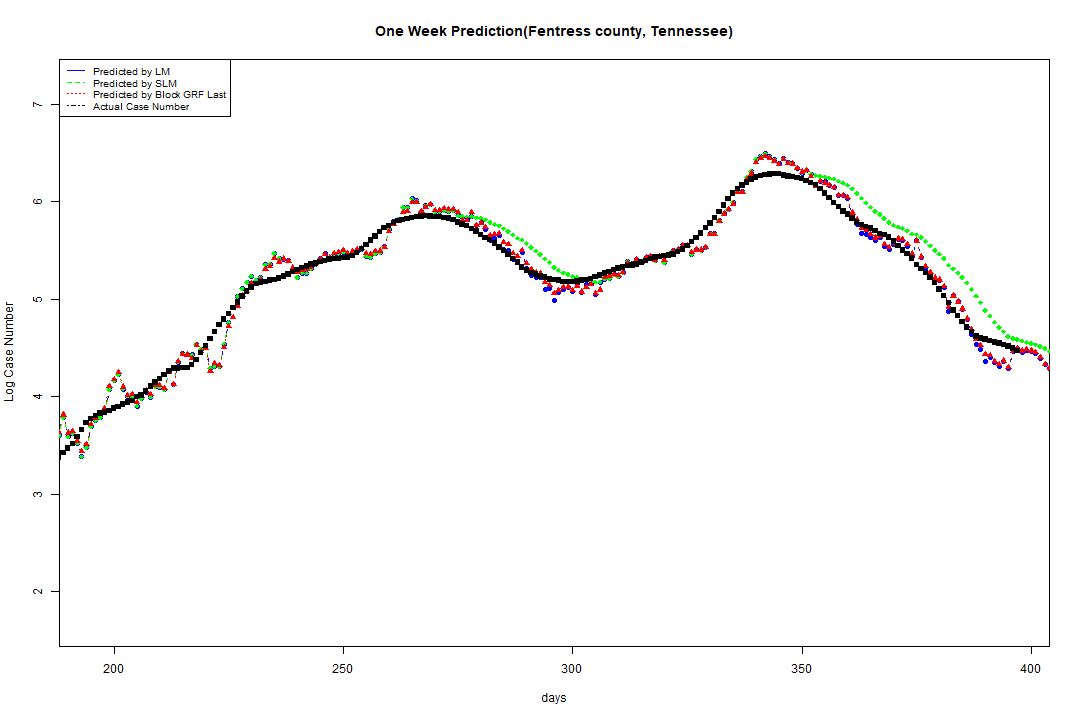 One Week Prediction(Fentress county, Tennessee)
Predicted by LM
Predicted by SLM
Predicted by Block GRF Last
Actual Case Number
Log Case Number
7
6
5
4
3
2
200 250 300 350 400
days